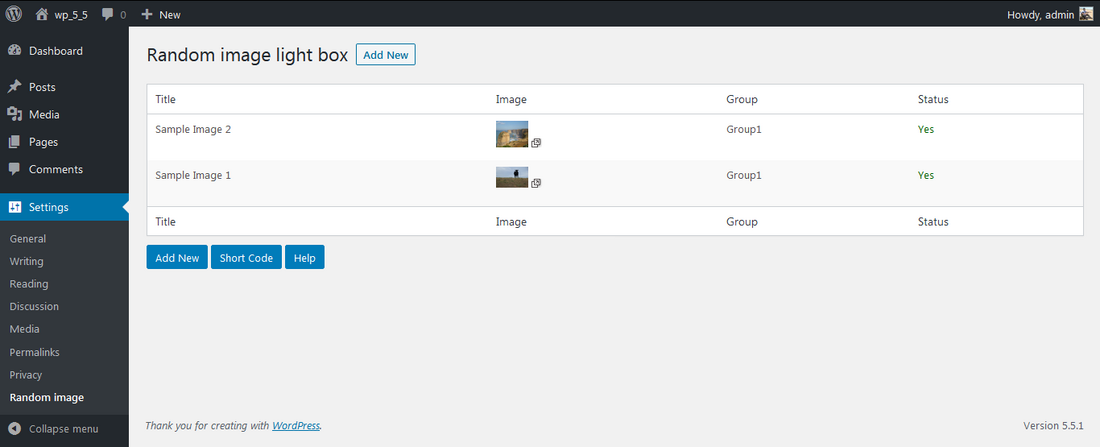 wp_5_5 0 New Howdy, admin
Dashboard
Posts
Media
Pages
Comments
Settings
General
Writing
Reading
Discussion
Media
Permalinks
Privacy
Random image
Collapse menu
Random image light box Add New
Title Image Group Status
Sample Image 2 Group1 Yes
Sample Image 1 Group1 Yes
Title Image Group Status
Add New Short Code Help
Thank you for creating with WordPress. Version 5.5.1